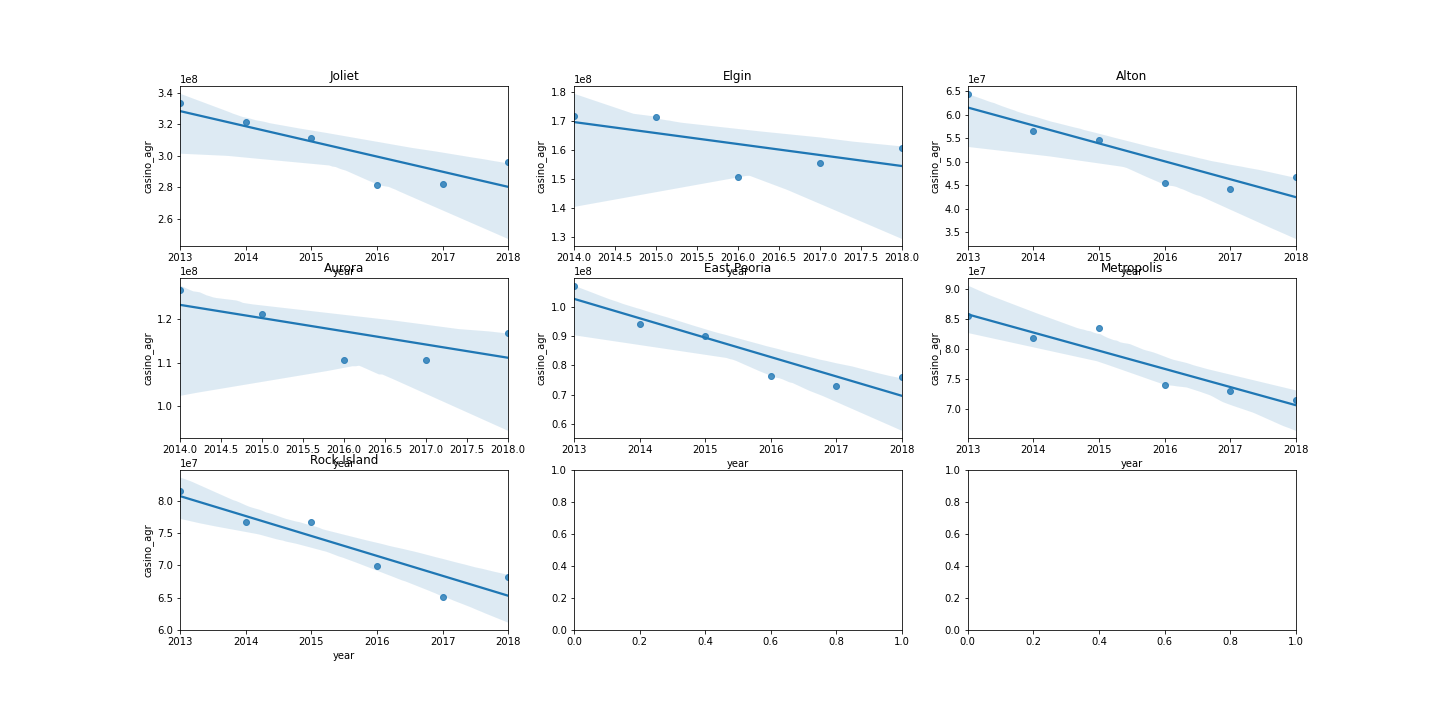 Joliet
1e8
3.4
3.2
3.0
2.8
2.6
casino_agr
2013 2014 2015 2016 2017 2018
year
Elgin
1e8
1.8
1.7
1.6
1.5
1.4
1.3
casino_agr
2014.0 2014.5 2015.0 2015.5 2016.0 2016.5 2017.0 2017.5 2018.0
year
Alton
1e7
6.5
6.0
5.5
5.0
4.5
4.0
3.5
casino_agr
2013 2014 2015 2016 2017 2018
year
Aurora
1e8
1.2
1.1
1.0
casino_agr
2014.0 2014.5 2015.0 2015.5 2016.0 2016.5 2017.0 2017.5 2018.0
year
East Peoria
1e8
1.0
0.9
0.8
0.7
0.6
casino_agr
2013 2014 2015 2016 2017 2018
year
Metropolis
1e7
9.0
8.5
8.0
7.5
7.0
casino_agr
2013 2014 2015 2016 2017 2018
year
Rock Island
1e7
8.0
7.5
7.0
6.5
6.0
casino_agr
2013 2014 2015 2016 2017 2018
year
1.0
0.8
0.6
0.4
0.2
0.0
0.0 0.2 0.4 0.6 0.8 1.0
1.0
0.8
0.6
0.4
0.2
0.0
0.0 0.2 0.4 0.6 0.8 1.0